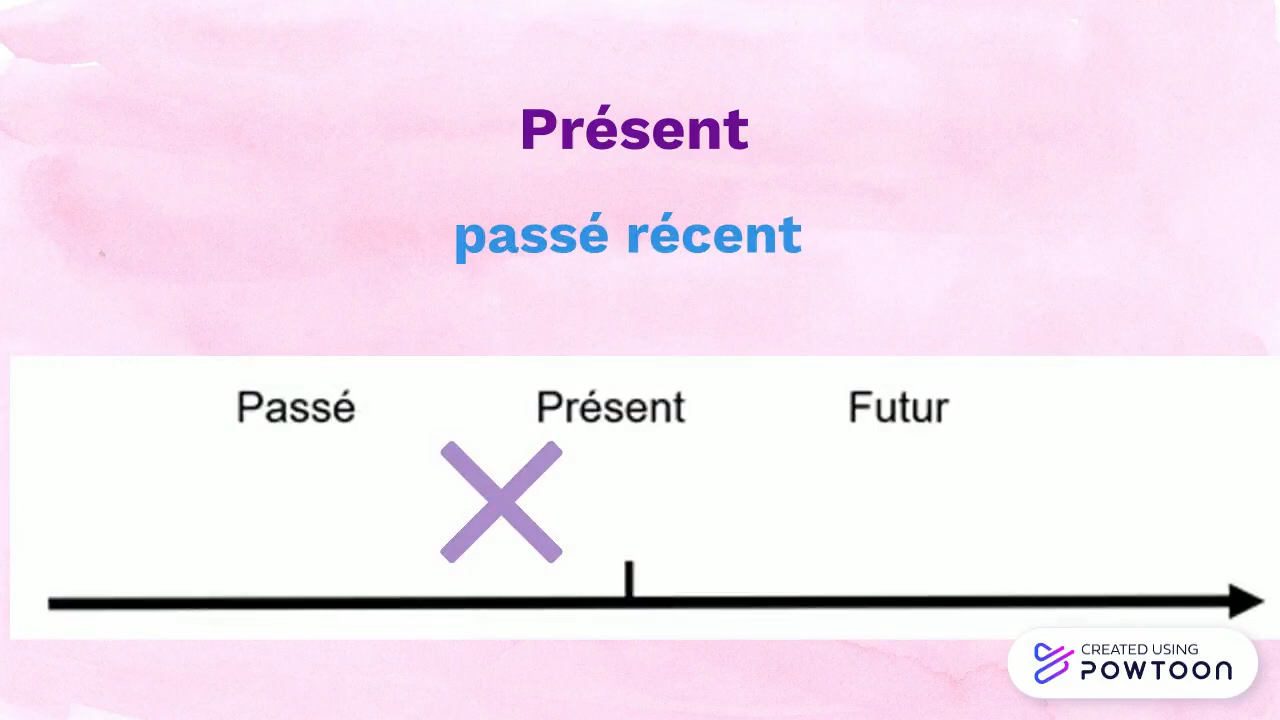 Présent
passé récent
Passé Présent Futur
CREATED USING
POWTOON